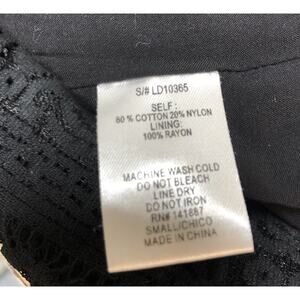 S/# LD10365
SELF :
80 % COTTON 20% NYLON
LINING:
100% RAYON
MACHINE WASH COLD
DO NOT BLEACH
LINE DRY
DO NOT IRON
RN# 141887
SMALL/CHICO
MADE IN CHINA